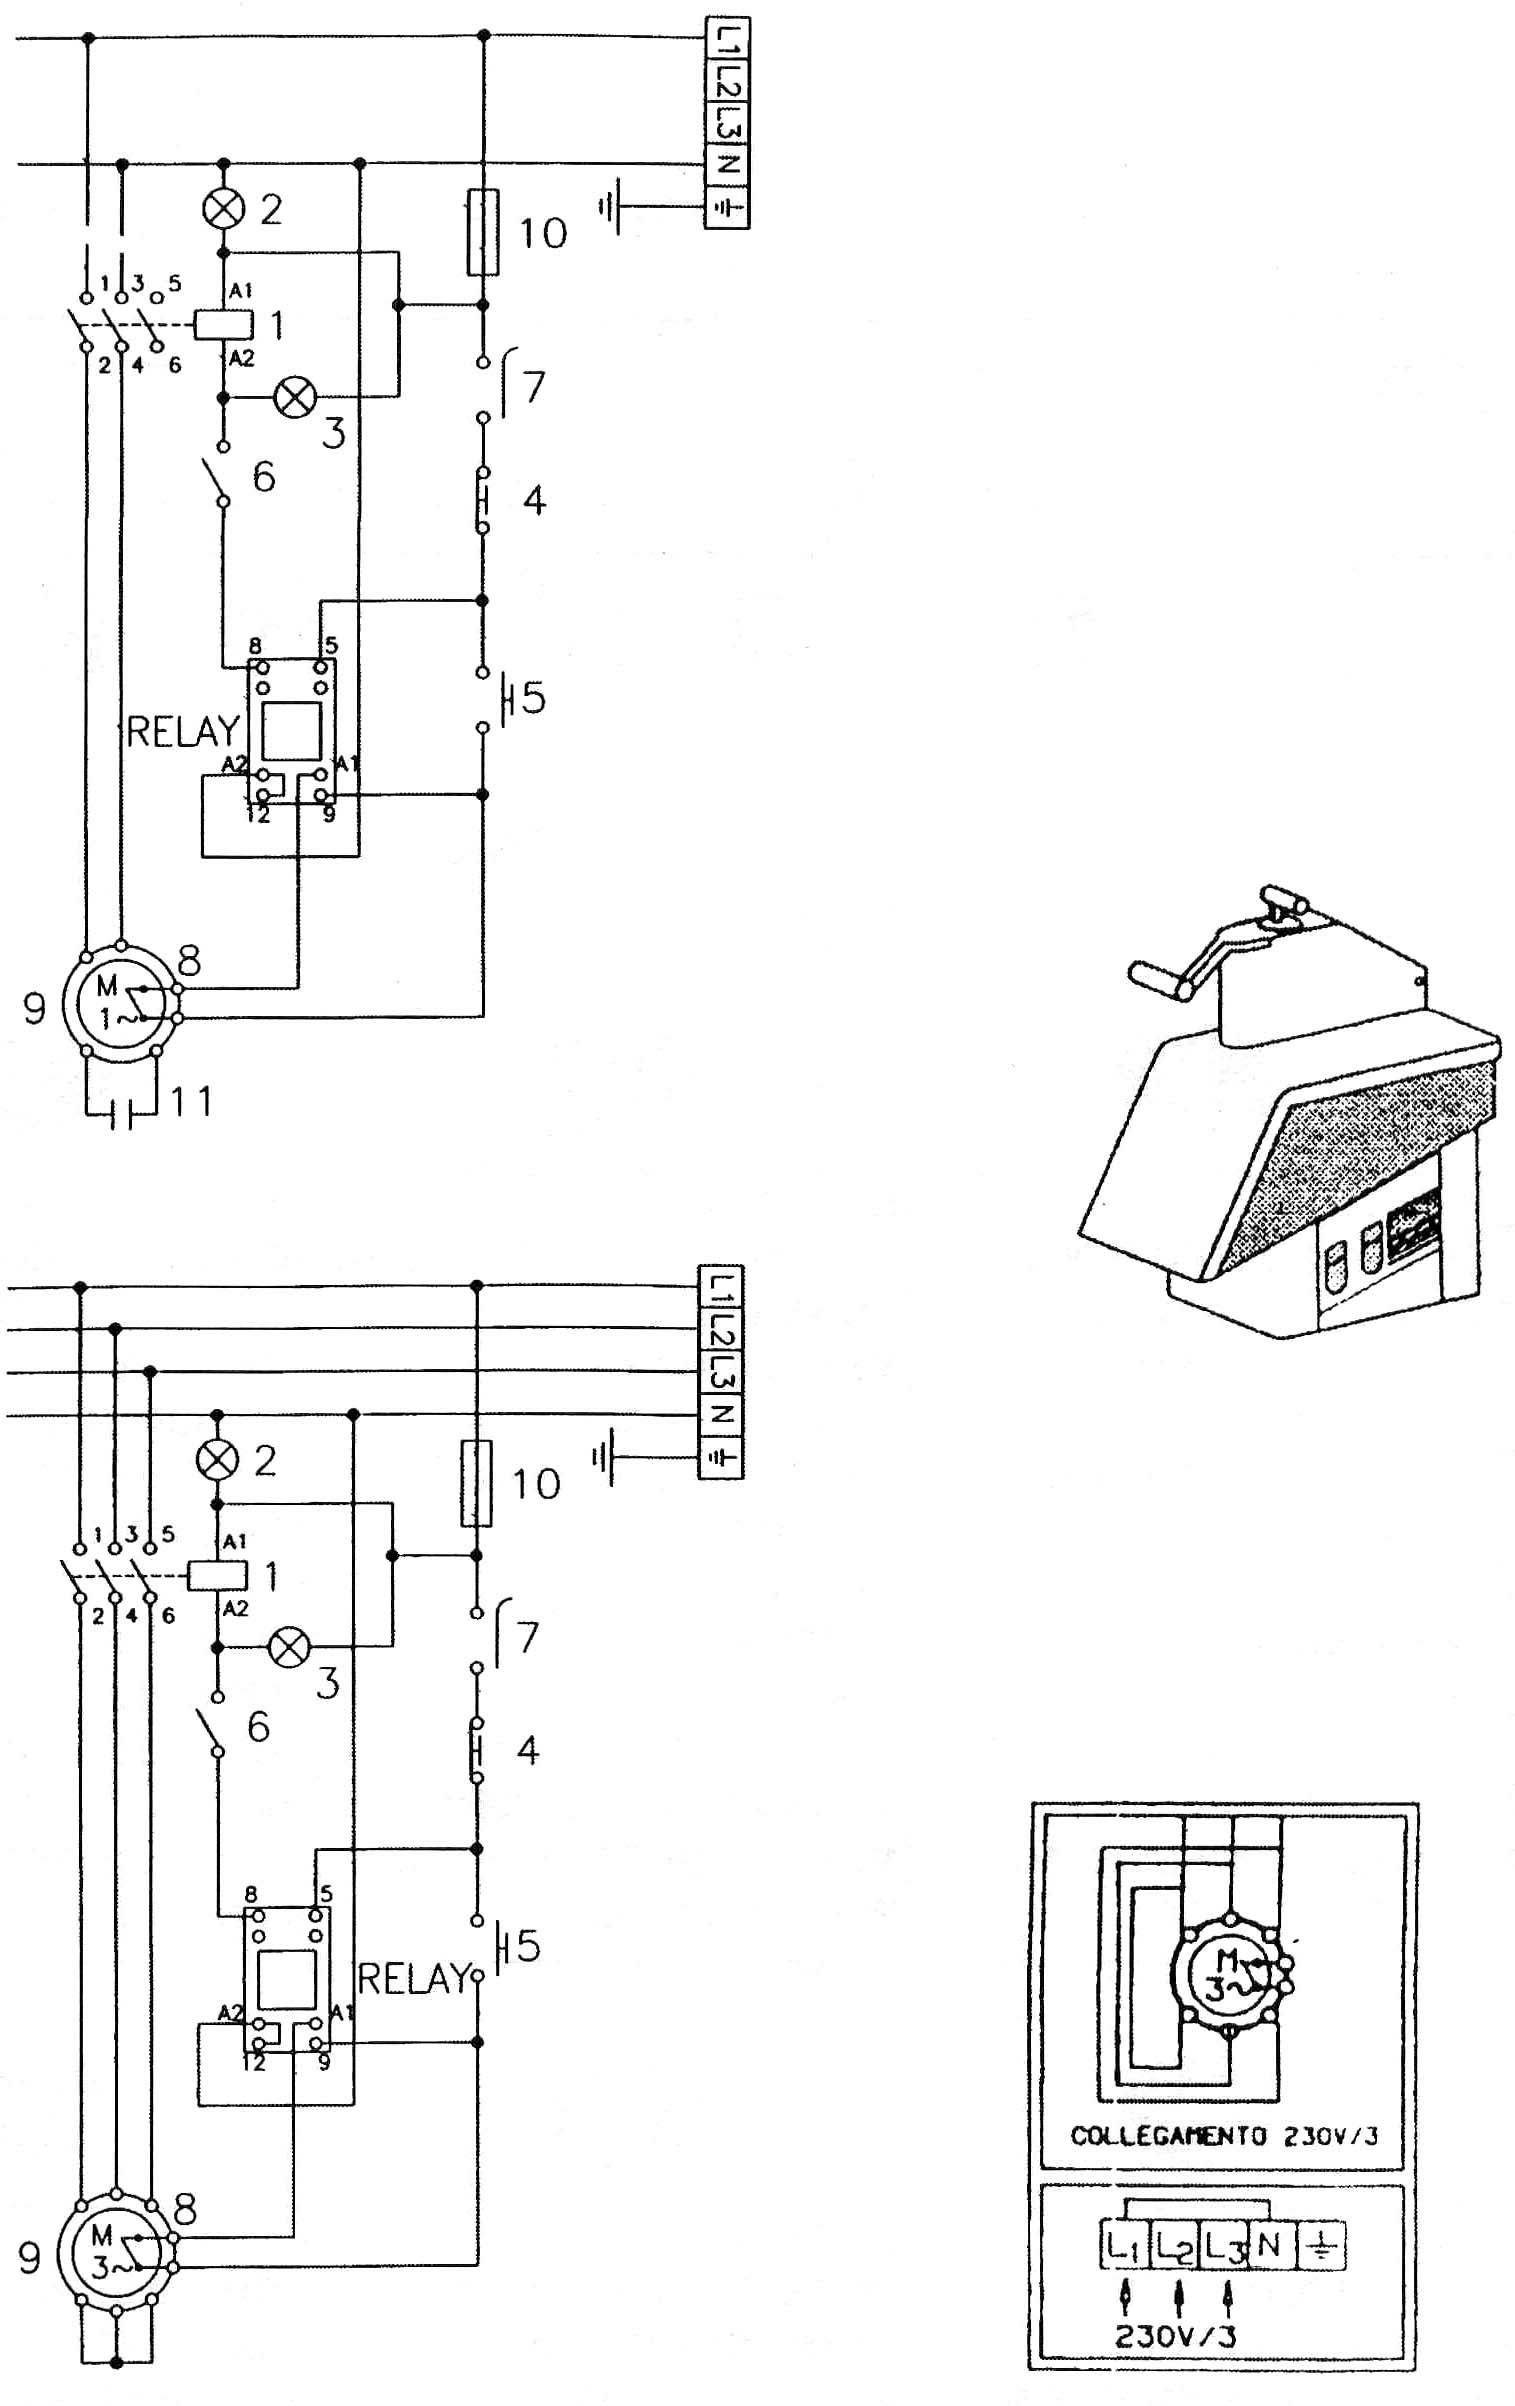 L1
L2
L3
N
2
10
1 3 5
A1
1
2 4 6
A2
7
3
6
4
8 5
5
RELAY
A2 A1
12 9
8
M
1~
9
11
L1
L2
L3
N
2
10
1 3 5
A1
1
2 4 6
A2
7
3
6
4
8 5
5
RELAY
A2 A1
12 9
8
M
3~
9
M
3~
COLLEGAMENTO 230V/3
L1 L2 L3 N
230V/3